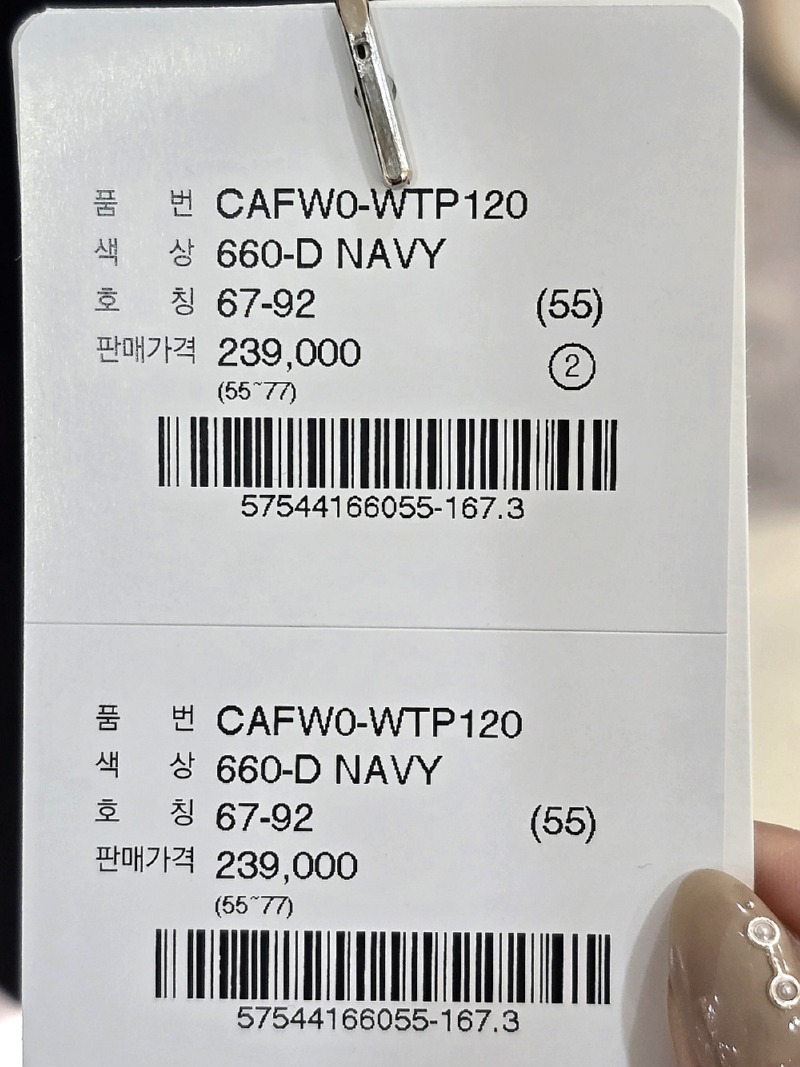 품 번 CAFW0-WTP120
색 상 660-D NAVY
호 칭 67-92 (55)
판매가격 239,000 ②
(55~77)
57544166055-167.3
품 번 CAFW0-WTP120
색 상 660-D NAVY
호 칭 67-92 (55)
판매가격 239,000
(55~77)
57544166055-167.3